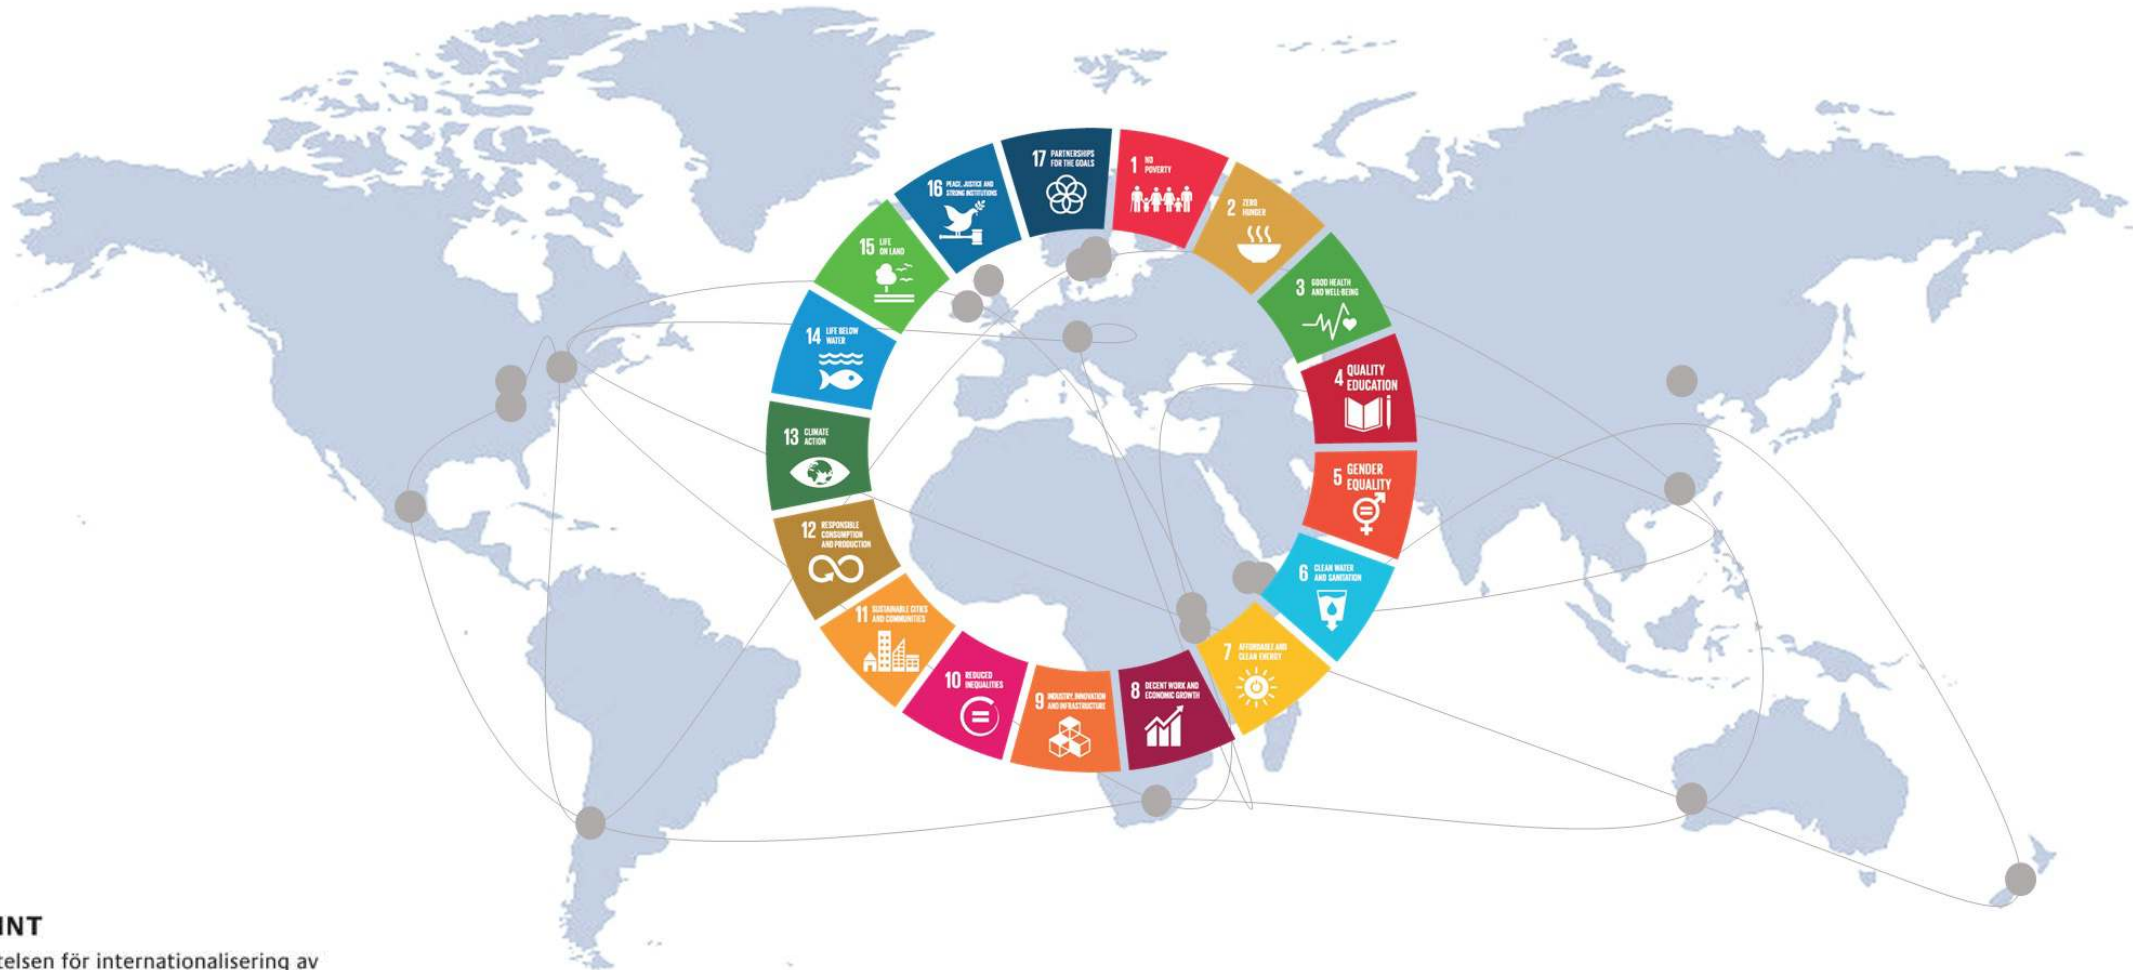 17 PARTNERSHIPS
FOR THE GOALS
1 NO
POVERTY
2 ZERO
HUNGER
3 GOOD HEALTH
AND WELL-BEING
4 QUALITY
EDUCATION
5 GENDER
EQUALITY
6 CLEAN WATER
AND SANITATION
7 AFFORDABLE AND
CLEAN ENERGY
8 DECENT WORK AND
ECONOMIC GROWTH
9 INDUSTRY, INNOVATION
AND INFRASTRUCTURE
10 REDUCED
INEQUALITIES
11 SUSTAINABLE CITIES
AND COMMUNITIES
12 RESPONSIBLE
CONSUMPTION
AND PRODUCTION
13 CLIMATE
ACTION
14 LIFE BELOW
WATER
15 LIFE
ON LAND
16 PEACE, JUSTICE AND
STRONG INSTITUTIONS
INT
telsen för internationalisering av